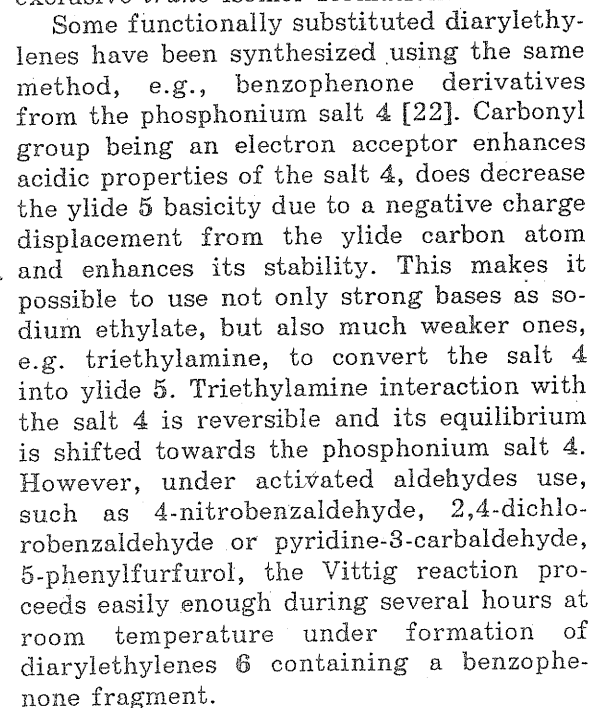 exclusive trans isomer formation.
Some functionally substituted diarylethy-
lenes have been synthesized using the same
method, e.g., benzophenone derivatives
from the phosphonium salt 4 [22]. Carbonyl
group being an electron acceptor enhances
acidic properties of the salt 4, does decrease
the ylide 5 basicity due to a negative charge
displacement from the ylide carbon atom
and enhances its stability. This makes it
possible to use not only strong bases as so-
dium ethylate, but also much weaker ones,
e.g. triethylamine, to convert the salt 4
into ylide 5. Triethylamine interaction with
the salt 4 is reversible and its equilibrium
is shifted towards the phosphonium salt 4.
However, under activated aldehydes use,
such as 4-nitrobenzaldehyde, 2,4-dichlo-
robenzaldehyde or pyridine-3-carbaldehyde,
5-phenylfurfurol, the Vittig reaction pro-
ceeds easily enough during several hours at
room temperature under formation of
diarylethylenes 6 containing a benzophe-
none fragment.